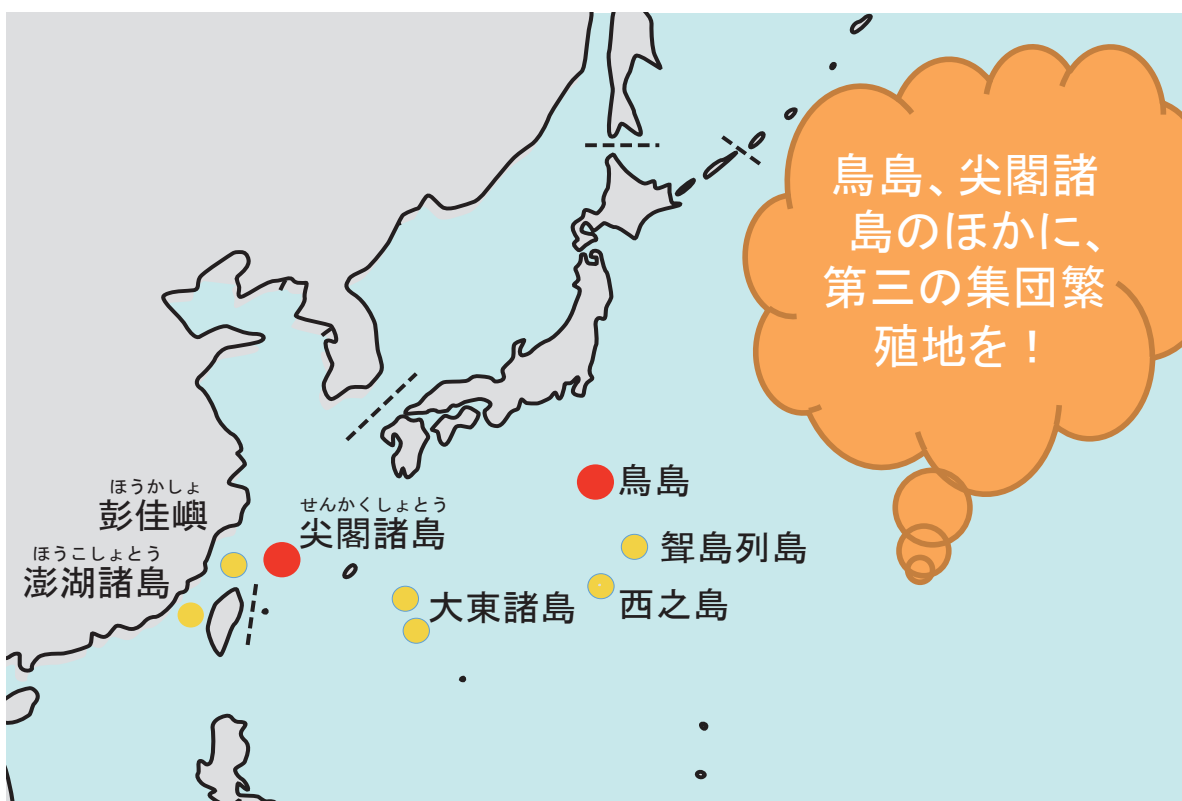 鳥島、尖閣諸
島のほかに、
第三の集団繁
殖地を！
鳥島
ほうかしょ
彭佳嶼
せんかくしょとう
尖閣諸島
ほうこしょとう
澎湖諸島
聟島列島
大東諸島
西之島